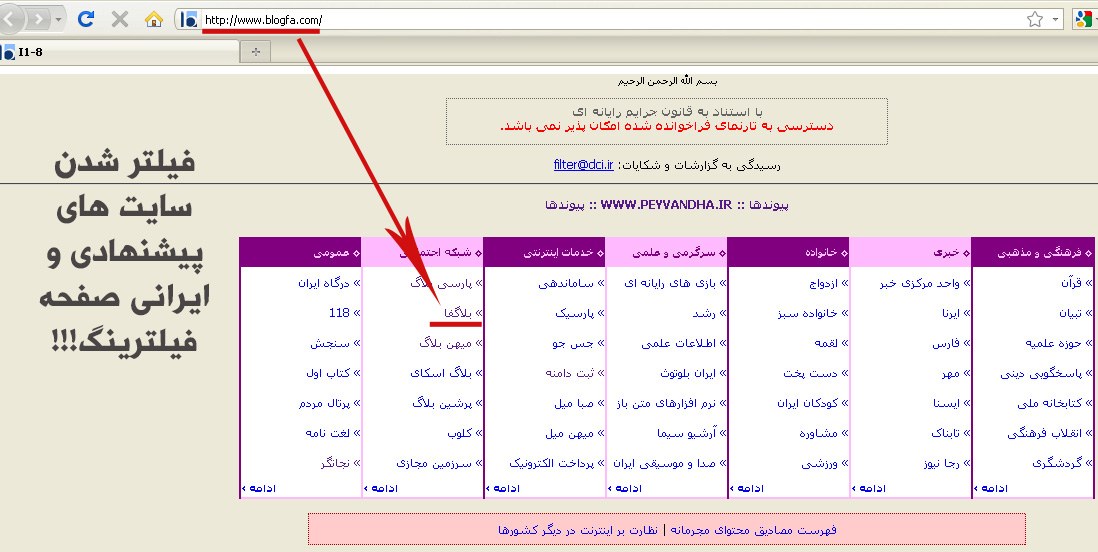 http://www.blogfa.com/
I1-8
بسم الله الرحمن الرحیم
با استناد به قانون جرایم رایانه ای
دسترسی به تارنمای فراخوانده شده امکان پذیر نمی باشد.
رسیدگی به گزارشات و شکایات: filter@dci.ir
پیوندها :: WWW.PEYVANDHA.IR :: پیوندها
فیلتر شدن
سایت های
پیشنهادی و
ایرانی صفحه
فیلترینگ!!!
◊ فرهنگی و مذهبی
» قرآن
» تبیان
» حوزه علمیه
» پاسخگویی دینی
» کتابخانه ملی
» انقلاب فرهنگی
» گردشگری
ادامه ›
◊ خبری
» واحد مرکزی خبر
» ایرنا
» فارس
» مهر
» ایسنا
» تابناک
» رجا نیوز
ادامه ›
◊ خانواده
» ازدواج
» خانواده سبز
» لقمه
» دست پخت
» کودکان ایران
» مشاوره
» ورزشی
ادامه ›
◊ سرگرمی و علمی
» بازی های رایانه ای
» رشد
» اطلاعات علمی
» ایران بلوتوث
» نرم افزارهای متن باز
» آرشیو سیما
» صدا و موسیقی ایران
ادامه ›
◊ خدمات اینترنتی
» ساماندهی
» پارسیک
» جس جو
» ثبت دامنه
» صبا میل
» میهن میل
» پرداخت الکترونیک
ادامه ›
◊ شبکه اجتماعی
» پارسی بلاگ
» بلاگفا
» میهن بلاگ
» بلاگ اسکای
» پرشین بلاگ
» کلوب
» سرزمین مجازی
ادامه ›
◊ عمومی
» درگاه ایران
» 118
» سنجش
» کتاب اول
» پرتال مردم
» لغت نامه
» نجاتگر
ادامه ›
فهرست مصادیق محتوای مجرمانه | نظارت بر اینترنت در دیگر کشورها